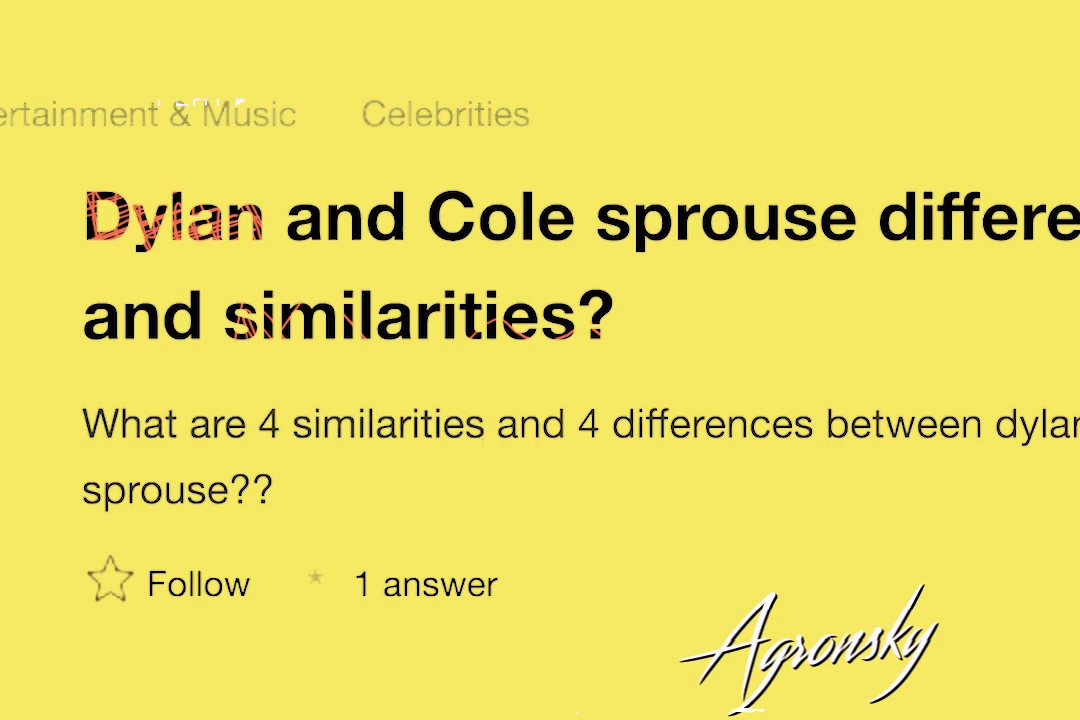 ertainment & Music Celebrities
Dylan and Cole sprouse differe
and similarities?
What are 4 similarities and 4 differences between dylan
sprouse??
Follow 1 answer
Agronsky